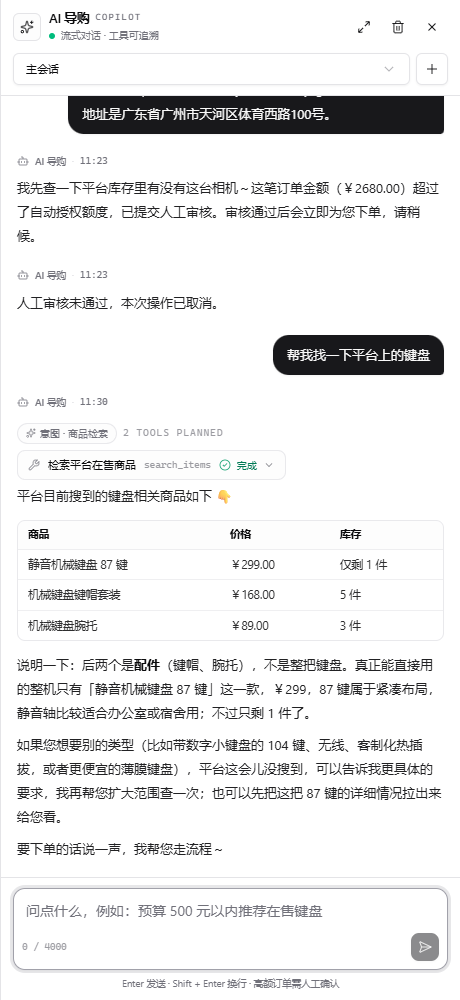 AI 导购 COPILOT
流式对话 · 工具可追溯
主会话
地址是广东省广州市天河区体育西路100号。
AI 导购 · 11:23
我先查一下平台库存里有没有这台相机～这笔订单金额（¥2680.00）超过
了自动授权额度，已提交人工审核。审核通过后会立即为您下单，请稍
候。
AI 导购 · 11:23
人工审核未通过，本次操作已取消。
帮我找一下平台上的键盘
AI 导购 · 11:30
意图 · 商品检索 2 TOOLS PLANNED
检索平台在售商品 search_items 完成
平台目前搜到的键盘相关商品如下 👇
商品 价格 库存
静音机械键盘 87 键 ¥299.00 仅剩 1 件
机械键盘键帽套装 ¥168.00 5 件
机械键盘腕托 ¥89.00 3 件
说明一下：后两个是配件（键帽、腕托），不是整把键盘。真正能直接用
的整机只有「静音机械键盘 87 键」这一款，¥299，87 键属于紧凑布局，
静音轴比较适合办公室或宿舍用；不过只剩 1 件了。
如果您想要别的类型（比如带数字小键盘的 104 键、无线、客制化热插
拔，或者更便宜的薄膜键盘），平台这会儿没搜到，可以告诉我更具体的
要求，我再帮您扩大范围查一次；也可以先把这把 87 键的详细情况拉出来
给您看。
要下单的话说一声，我帮您走流程～
问点什么，例如：预算 500 元以内推荐在售键盘
0 / 4000
Enter 发送 · Shift + Enter 换行 · 高额订单需人工确认